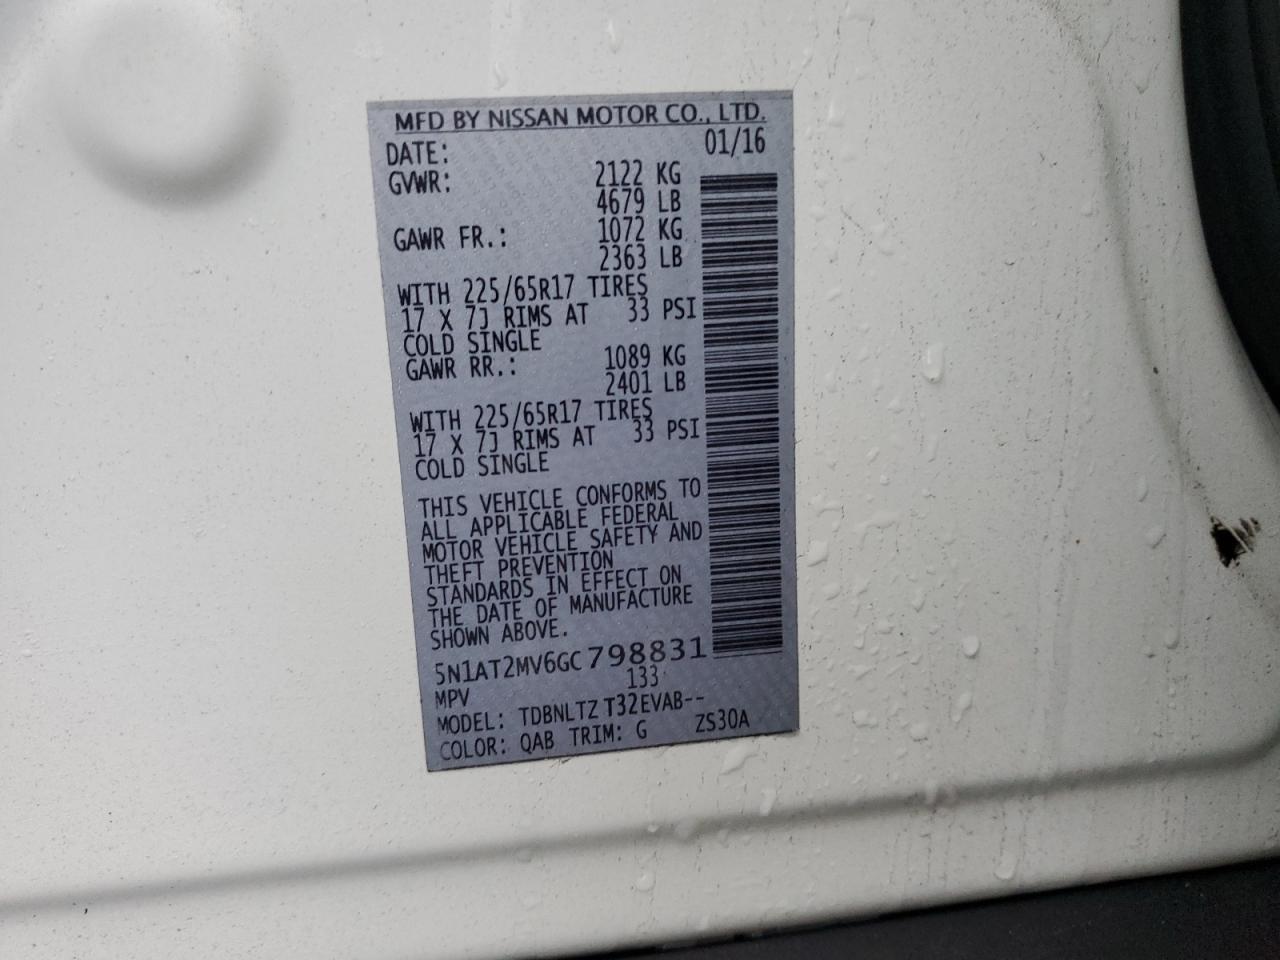 MFD BY NISSAN MOTOR CO., LTD.
DATE: 01/16
GVWR: 2122 KG
4679 LB
GAWR FR.: 1072 KG
2363 LB
WITH 225/65R17 TIRES
17 X 7J RIMS AT 33 PSI
COLD SINGLE
GAWR RR.: 1089 KG
2401 LB
WITH 225/65R17 TIRES
17 X 7J RIMS AT 33 PSI
COLD SINGLE
THIS VEHICLE CONFORMS TO
ALL APPLICABLE FEDERAL
MOTOR VEHICLE SAFETY AND
THEFT PREVENTION
STANDARDS IN EFFECT ON
THE DATE OF MANUFACTURE
SHOWN ABOVE.
5N1AT2MV6GC798831
MPV 133
MODEL: TDBNLTZ T32EVAB--
COLOR: QAB TRIM: G ZS30A